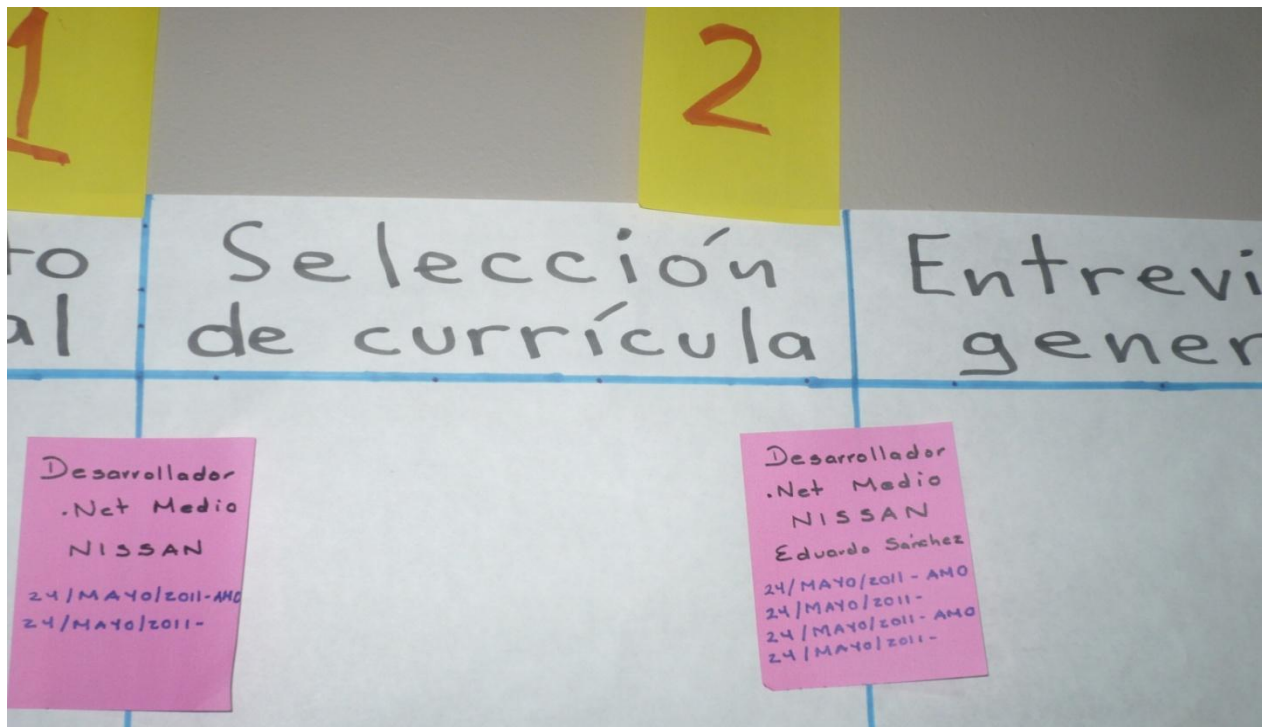 1
2
to
al
Selección
de currícula
Entrevi
gener
Desarrollador
.Net Medio
NISSAN
24/MAYO/2011-AMO
24/MAYO/2011-
Desarrollador
.Net Medio
NISSAN
Eduardo Sánchez
24/MAYO/2011-AMO
24/MAYO/2011-
24/MAYO/2011-AMO
24/MAYO/2011-